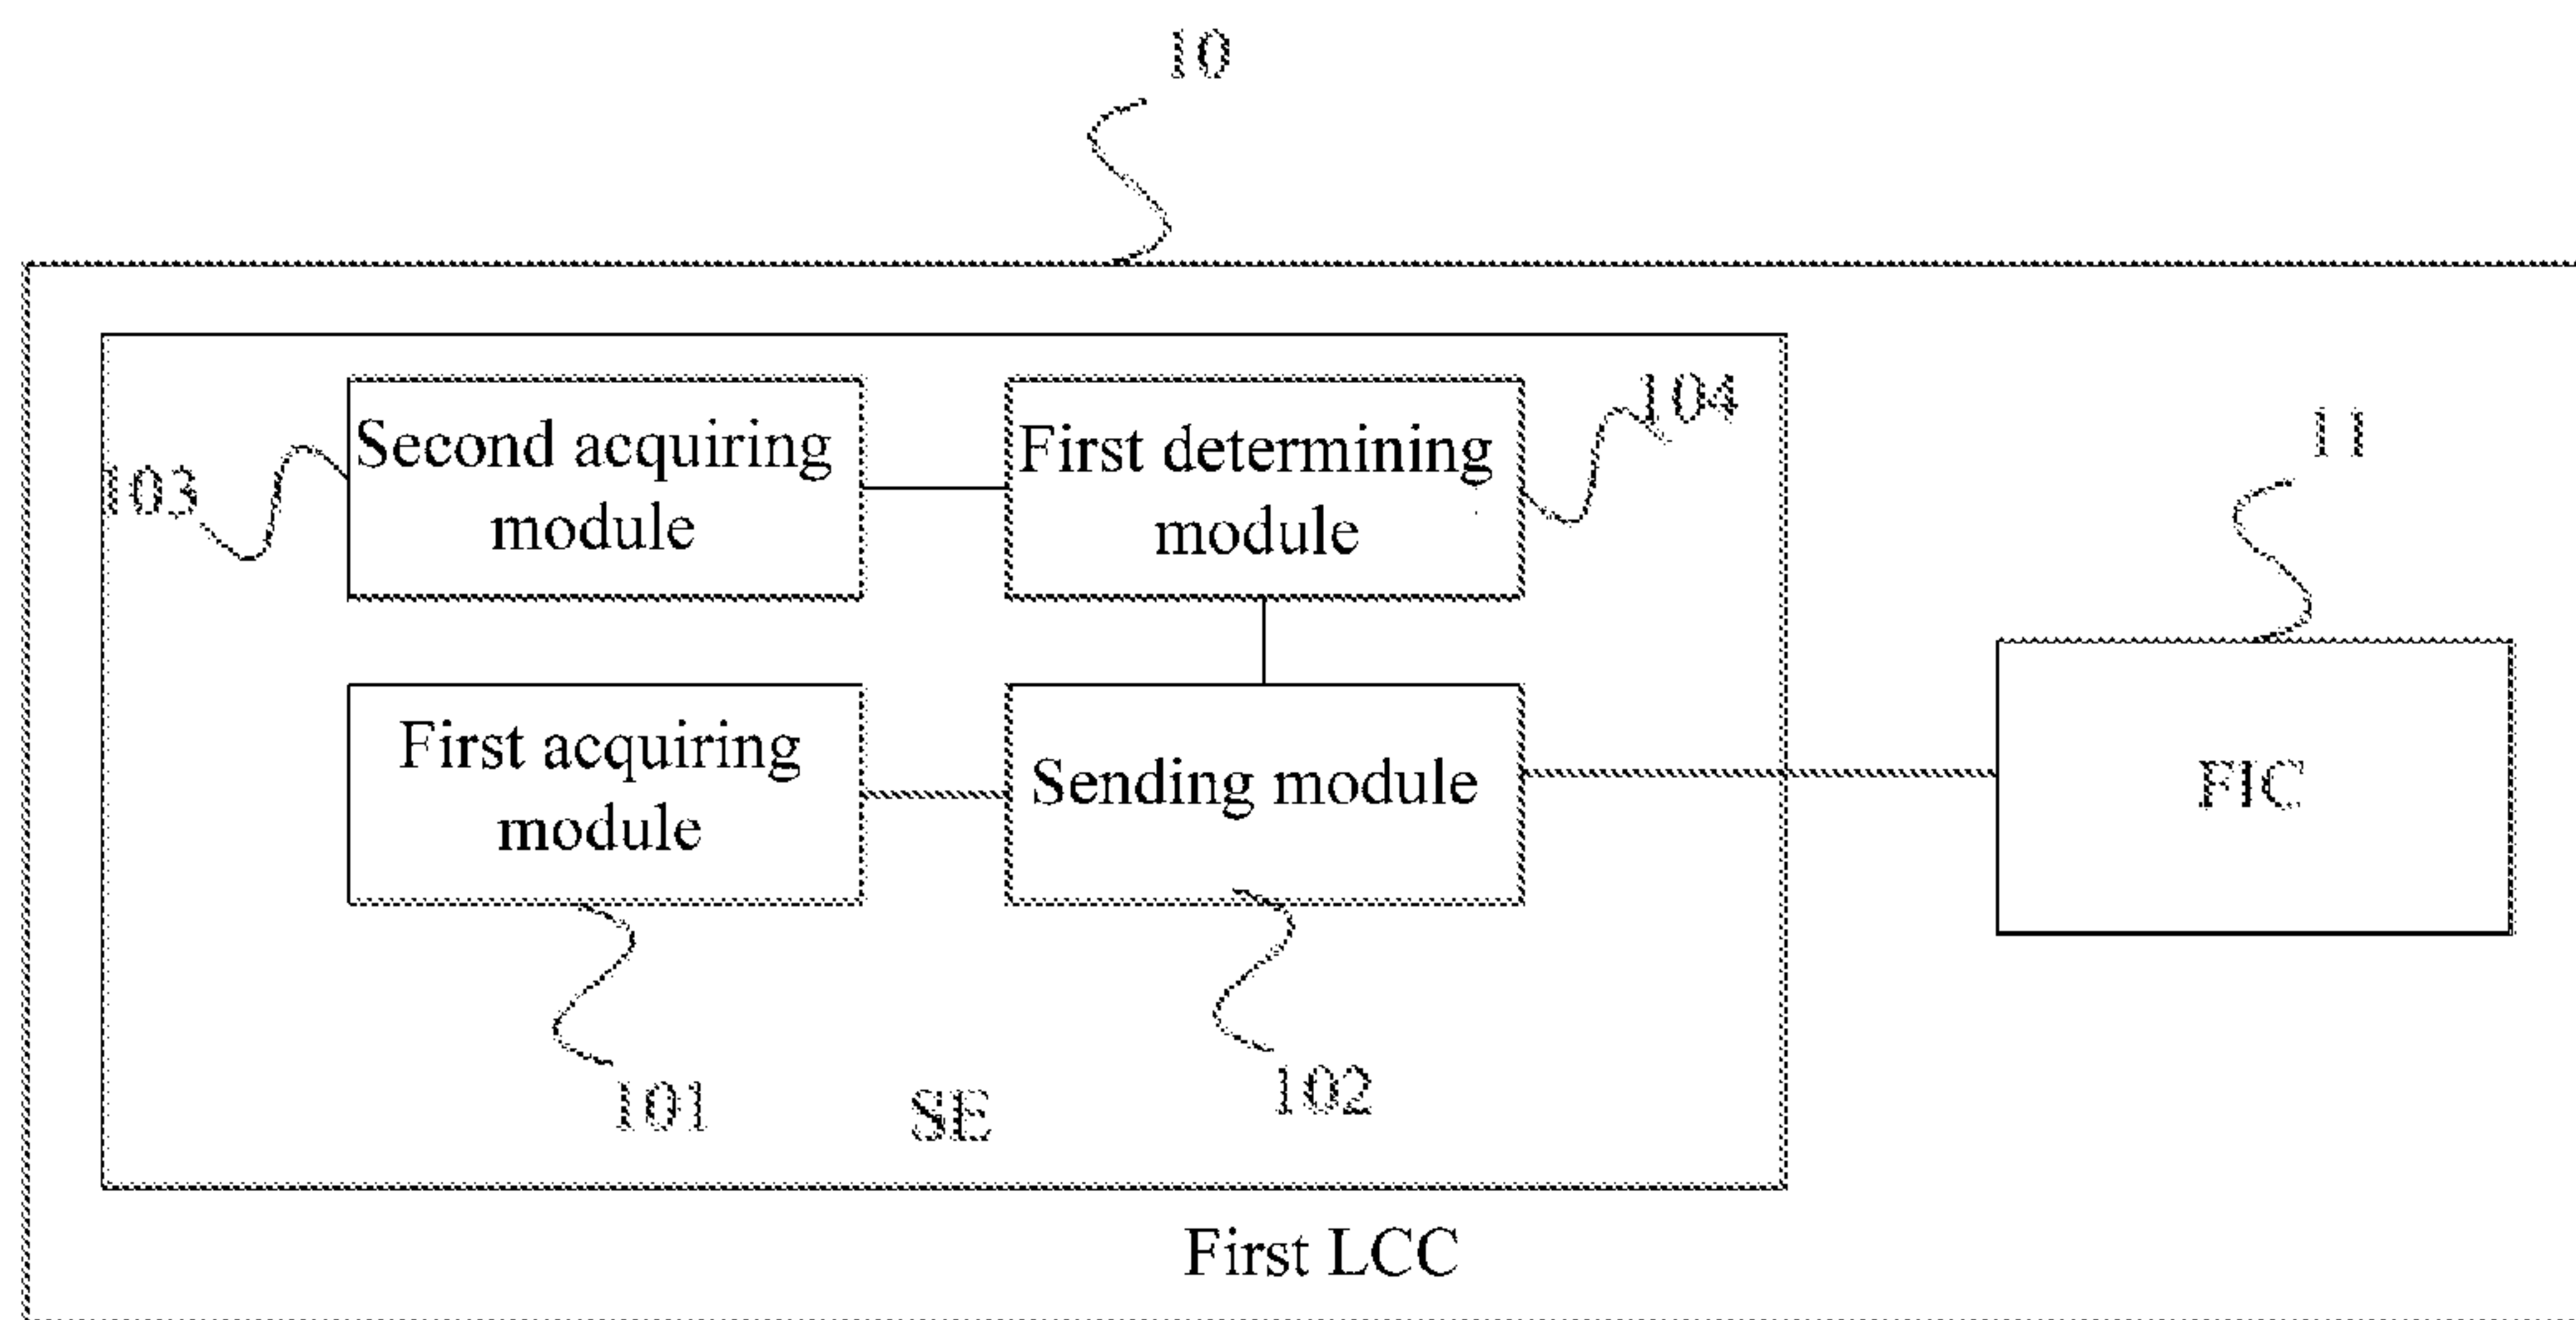 10
Second acquiring
module
First determining
module
104
103
11
First acquiring
module
Sending module
FIC
101
SE
102
First LCC